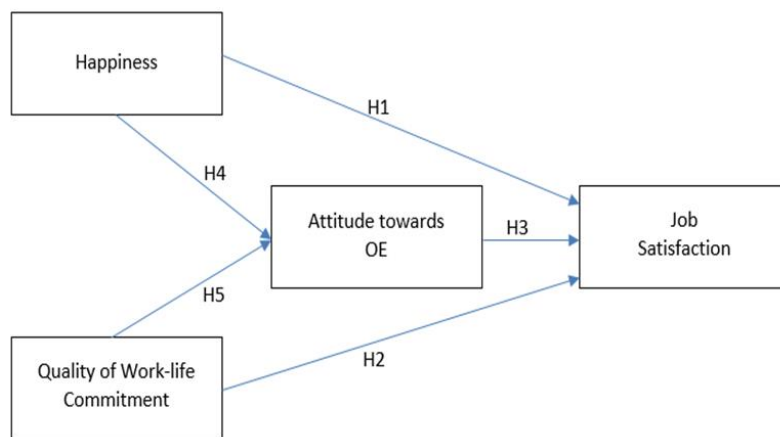 Happiness
H1
H4
Attitude towards
OE
H3
Job
Satisfaction
H5
H2
Quality of Work-life
Commitment